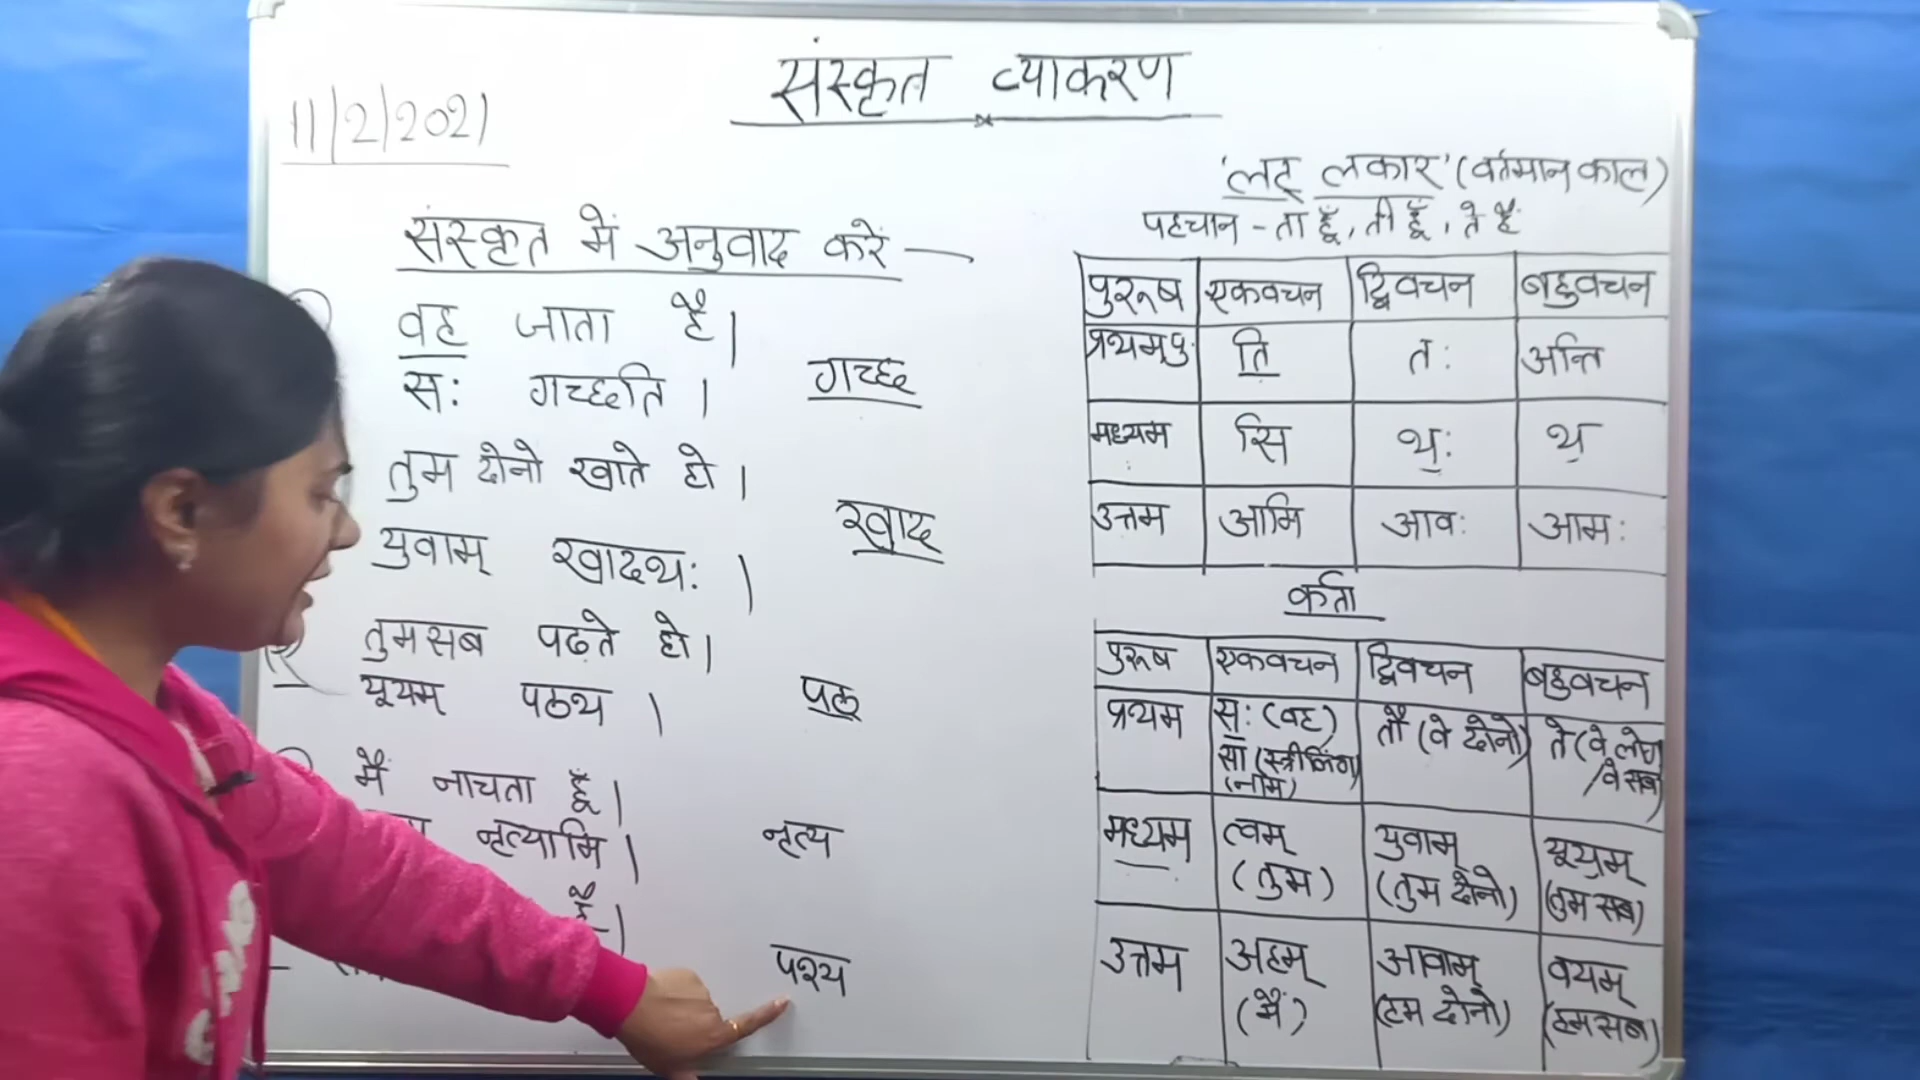 संस्कृत व्याकरण
11/2/2021
संस्कृत में अनुवाद करें —
वह जाता है।
सः गच्छति । गच्छ
तुम दोनो खाते हो ।
युवाम् खादथः । खाद
तुम सब पढते हो।
यूयम् पठथ । पठ
मैं नाचता हूँ।
नृत्यामि । नृत्य
पश्य
'लट् लकार' (वर्तमान काल)
पहचान - ता हूँ, ती हूँ, ते हैं
पुरूष एकवचन द्विवचन बहुवचन
प्रथम पु. ति तः अन्ति
मध्यम सि थः थ
उत्तम आमि आवः आमः
कर्ता
पुरूष एकवचन द्विवचन बहुवचन
प्रथम सः (वह) तौ (वे दोनो) ते (वे लोग
सा (स्त्रीलिंग) /वे सब)
(नाम)
मध्यम त्वम् युवाम् यूयम्
(तुम) (तुम दोनो) (तुम सब)
उत्तम अहम् आवाम् वयम्
(मैं) (हम दोनो) (हम सब)